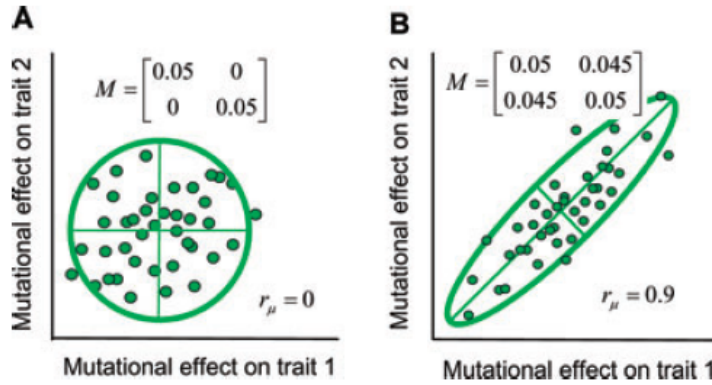 A
Mutational effect on trait 2
M = [0.05 0
0 0.05]
r_μ = 0
Mutational effect on trait 1
B
Mutational effect on trait 2
M = [0.05 0.045
0.045 0.05]
r_μ = 0.9
Mutational effect on trait 1